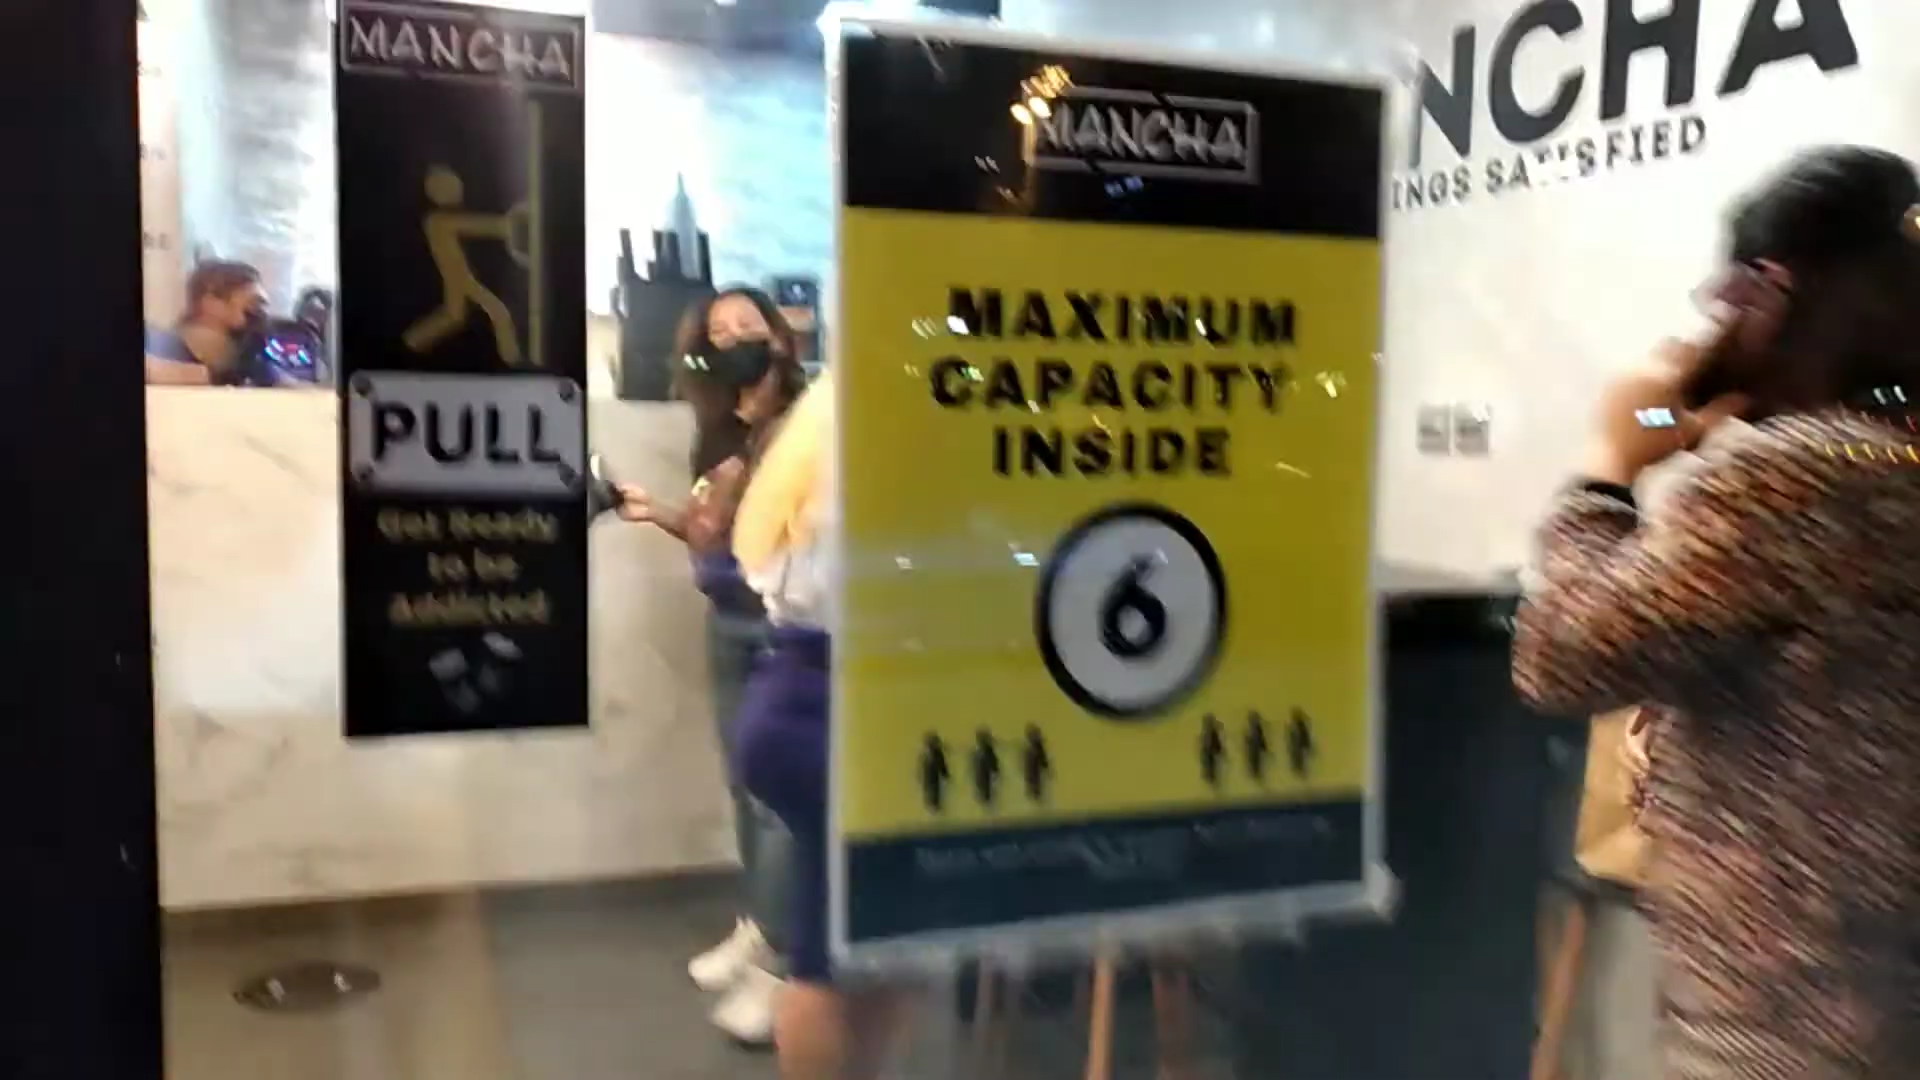 MANCHA
PULL
Get Ready
to be
Addicted
MANCHA
MAXIMUM
CAPACITY
INSIDE
6
NCHA
INGS SATISFIED